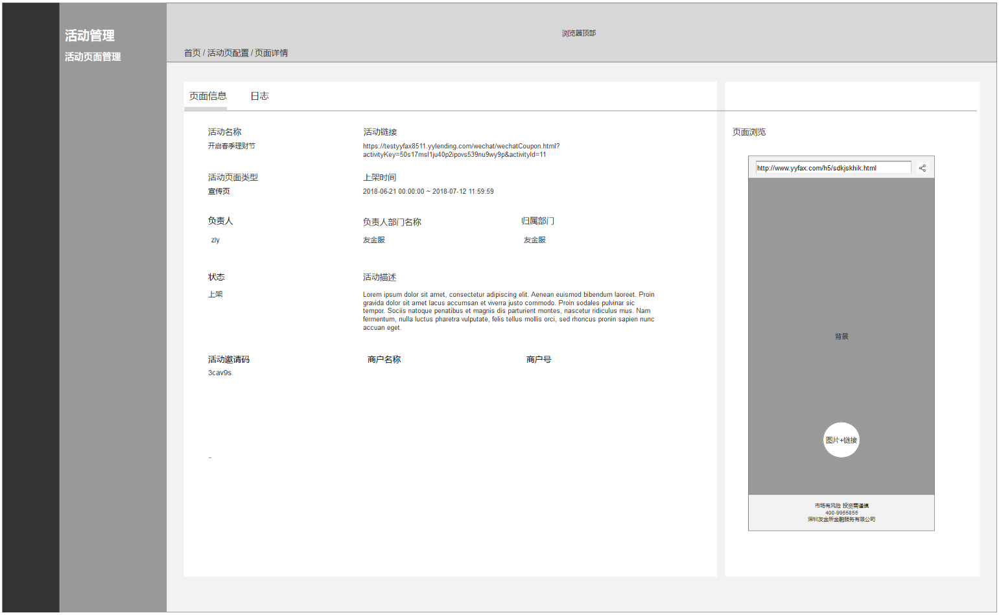 活动管理
活动页面管理
浏览器顶部
首页 / 活动页配置 / 页面详情
页面信息
日志
活动名称
开启春季理财节
活动链接
https://testyyfax8511.yylending.com/wechat/wechatCoupon.html?
activityKey=50s17msl1ju40p2ipovs539nu9wy9p&activityId=11
活动页面类型
宣传页
上架时间
2018-06-21 00:00:00 ~ 2018-07-12 11:59:59
负责人
zly
负责人部门名称
友金服
归属部门
友金服
状态
上架
活动描述
Lorem ipsum dolor sit amet, consectetur adipiscing elit. Aenean euismod bibendum laoreet. Proin
gravida dolor sit amet lacus accumsan et viverra justo commodo. Proin sodales pulvinar sic
tempor. Sociis natoque penatibus et magnis dis parturient montes, nascetur ridiculus mus. Nam
fermentum, nulla luctus pharetra vulputate, felis tellus mollis orci, sed rhoncus pronin sapien nunc
accuan eget.
活动邀请码
3cav9s
商户名称
商户号
-
页面浏览
http://www.yyfax.com/h5/sdkjskhik.html
背景
图片+链接
市场有风险 投资需谨慎
400-9955855
深圳友金所金融服务有限公司